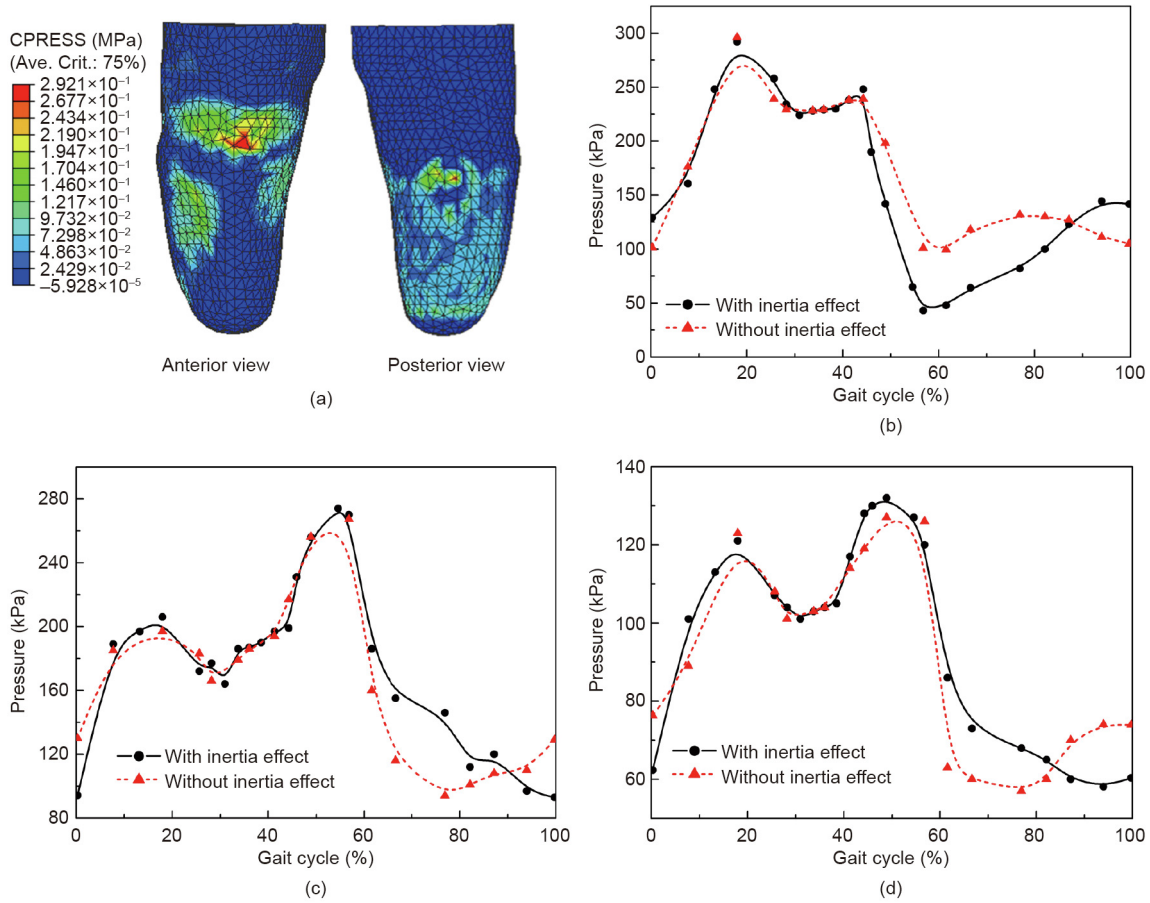 CPRESS (MPa)
(Ave. Crit.: 75%)
2.921×10⁻¹
2.677×10⁻¹
2.434×10⁻¹
2.190×10⁻¹
1.947×10⁻¹
1.704×10⁻¹
1.460×10⁻¹
1.217×10⁻¹
9.732×10⁻²
7.298×10⁻²
4.863×10⁻²
2.429×10⁻²
–5.928×10⁻⁵
Anterior view
Posterior view
(a)
300
250
200
150
100
50
0
Pressure (kPa)
With inertia effect
Without inertia effect
0 20 40 60 80 100
Gait cycle (%)
(b)
280
240
200
160
120
80
Pressure (kPa)
With inertia effect
Without inertia effect
0 20 40 60 80 100
Gait cycle (%)
(c)
140
120
100
80
60
Pressure (kPa)
With inertia effect
Without inertia effect
0 20 40 60 80 100
Gait cycle (%)
(d)